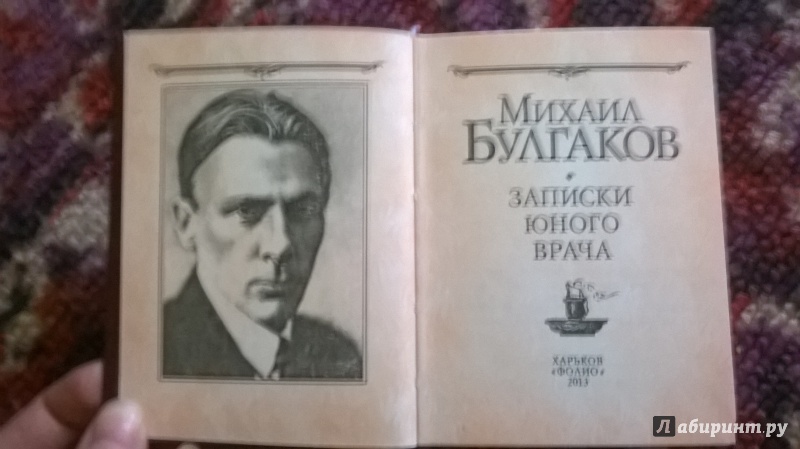 МИХАИЛ
БУЛГАКОВ
ЗАПИСКИ
ЮНОГО
ВРАЧА
ХАРЬКОВ
«ФОЛИО»
2013
Лабиринт.ру